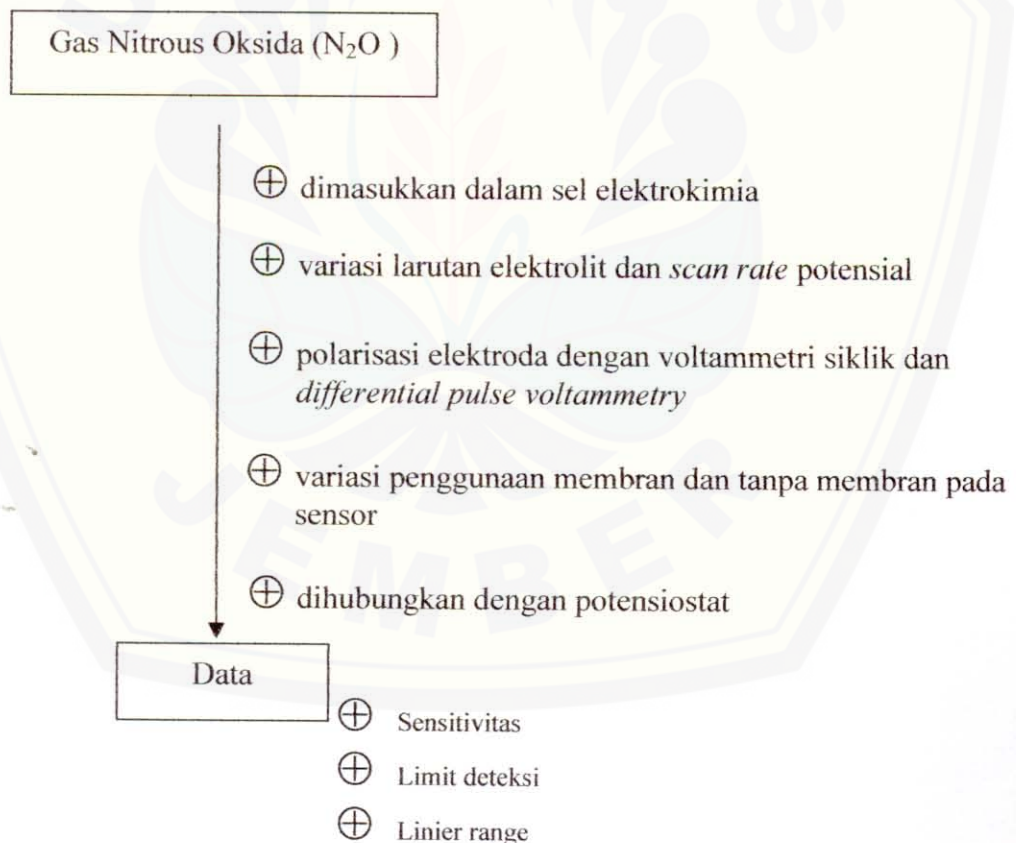 Gas Nitrous Oksida (N₂O )
⊕ dimasukkan dalam sel elektrokimia
⊕ variasi larutan elektrolit dan scan rate potensial
⊕ polarisasi elektroda dengan voltammetri siklik dan
differential pulse voltammetry
⊕ variasi penggunaan membran dan tanpa membran pada
sensor
⊕ dihubungkan dengan potensiostat
Data
⊕ Sensitivitas
⊕ Limit deteksi
⊕ Linier range
JEMBER